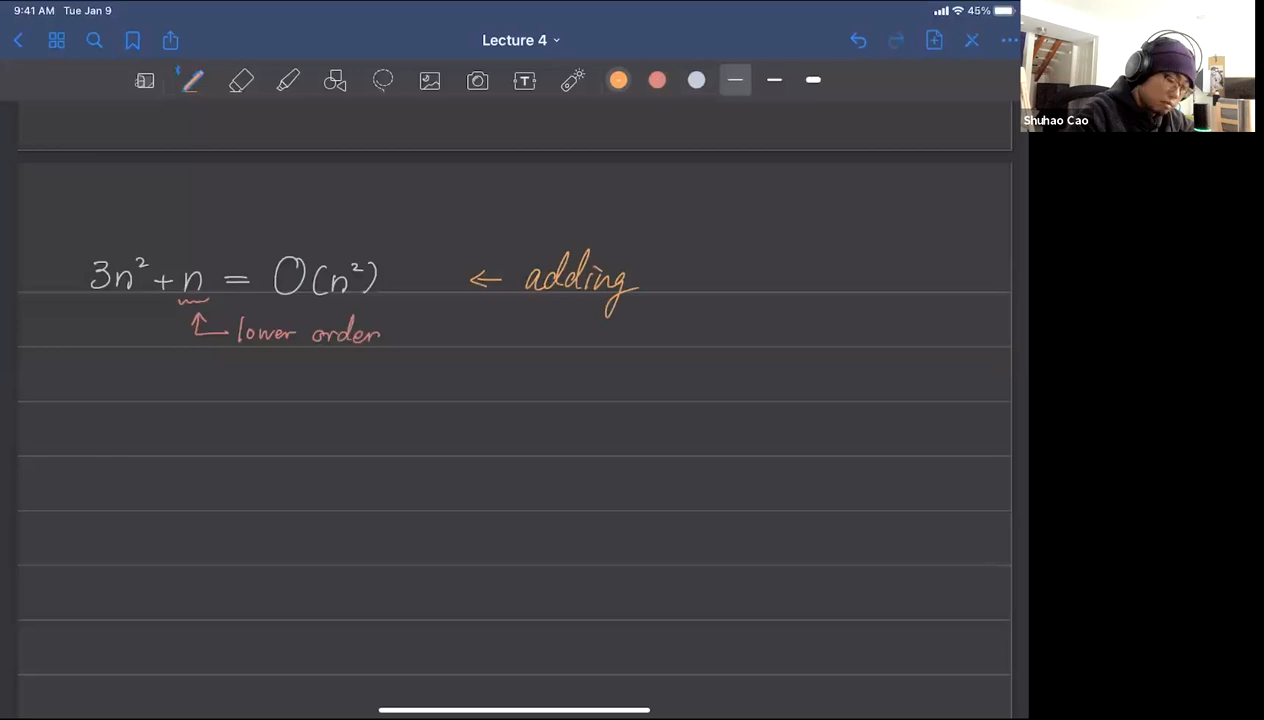 9:41 AM Tue Jan 9
45%
Lecture 4
Shuhao Cao
3n² + n = O(n²) ← adding
lower order